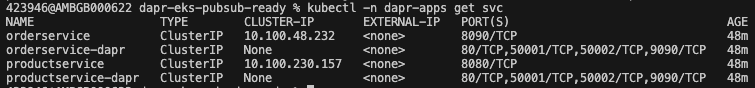 423946@AMBGB000622 dapr-eks-pubsub-ready % kubectl -n dapr-apps get svc
NAME TYPE CLUSTER-IP EXTERNAL-IP PORT(S) AGE
orderservice ClusterIP 10.100.48.232 <none> 8090/TCP 48m
orderservice-dapr ClusterIP None <none> 80/TCP,50001/TCP,50002/TCP,9090/TCP 48m
productservice ClusterIP 10.100.230.157 <none> 8080/TCP 48m
productservice-dapr ClusterIP None <none> 80/TCP,50001/TCP,50002/TCP,9090/TCP 48m